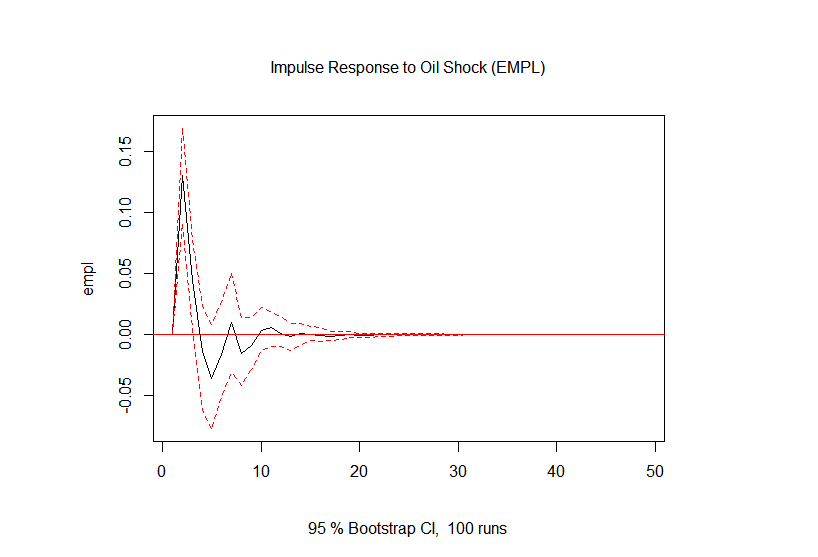 Impulse Response to Oil Shock (EMPL)
0.15
0.10
0.05
0.00
-0.05
empl
0 10 20 30 40 50
95 % Bootstrap CI, 100 runs